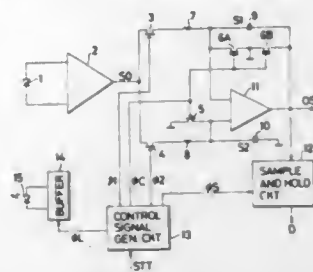 3
7
S1
9
6A
6B
2
1
SO
11
OS
5
10
4
8
S2
12
SAMPLE
AND HOLD
CKT
15
14
BUFFER
φ1
φC
φ2
φS
CONTROL
SIGNAL
GEN. CKT
13
φL
STT
D